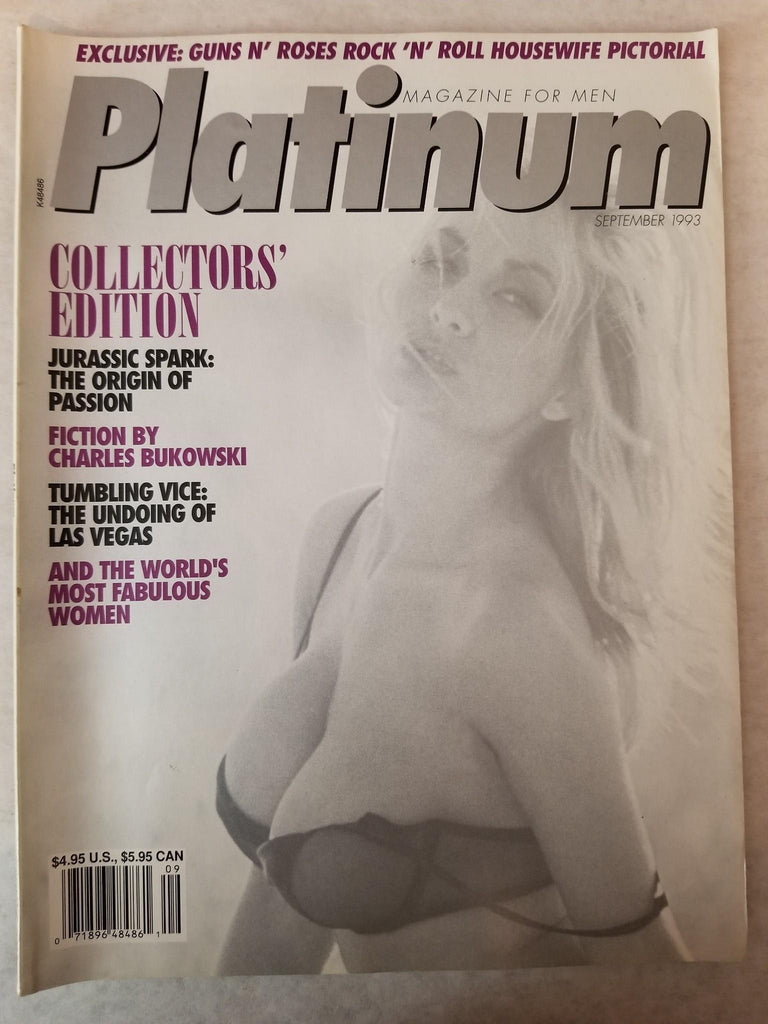 EXCLUSIVE: GUNS N' ROSES ROCK 'N' ROLL HOUSEWIFE PICTORIAL
MAGAZINE FOR MEN
Platinum
K48486
SEPTEMBER 1993
COLLECTORS'
EDITION
JURASSIC SPARK:
THE ORIGIN OF
PASSION
FICTION BY
CHARLES BUKOWSKI
TUMBLING VICE:
THE UNDOING OF
LAS VEGAS
AND THE WORLD'S
MOST FABULOUS
WOMEN
$4.95 U.S., $5.95 CAN
09
0 71896 48486 1